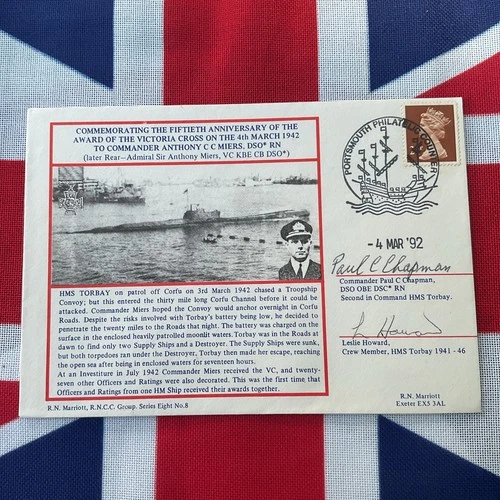 COMMEMORATING THE FIFTIETH ANNIVERSARY OF THE
AWARD OF THE VICTORIA CROSS ON THE 4th MARCH 1942
TO COMMANDER ANTHONY C C MIERS, DSO* RN
(later Rear—Admiral Sir Anthony Miers, VC KBE CB DSO*)
HMS TORBAY on patrol off Corfu on 3rd March 1942 chased a Troopship
Convoy; but this entered the thirty mile long Corfu Channel before it could be
attacked. Commander Miers hoped the Convoy would anchor overnight in Corfu
Roads. Despite the risks involved with Torbay's battery being low, he decided to
penetrate the twenty miles to the Roads that night. The battery was charged on the
surface in the enclosed heavily patrolled moonlit waters. Torbay was in the Roads at
dawn to find only two Supply Ships and a Destroyer. The Supply Ships were sunk,
but both torpedoes ran under the Destroyer, Torbay then made her escape, reaching
the open sea after being in enclosed waters for seventeen hours.
At an Investiture in July 1942 Commander Miers received the VC, and twenty-
seven other Officers and Ratings were also decorated. This was the first time that
Officers and Ratings from one HM Ship received their awards together.
R.N. Marriott, R.N.C.C. Group. Series Eight No.8
PORTSMOUTH PHILATELIC COUNTER
- 4 MAR '92
Paul C Chapman
Commander Paul C Chapman,
DSO OBE DSC* RN
Second in Command HMS Torbay.
L Howard
Leslie Howard,
Crew Member, HMS Torbay 1941 - 46
R.N. Marriott
Exeter EX5 3AL